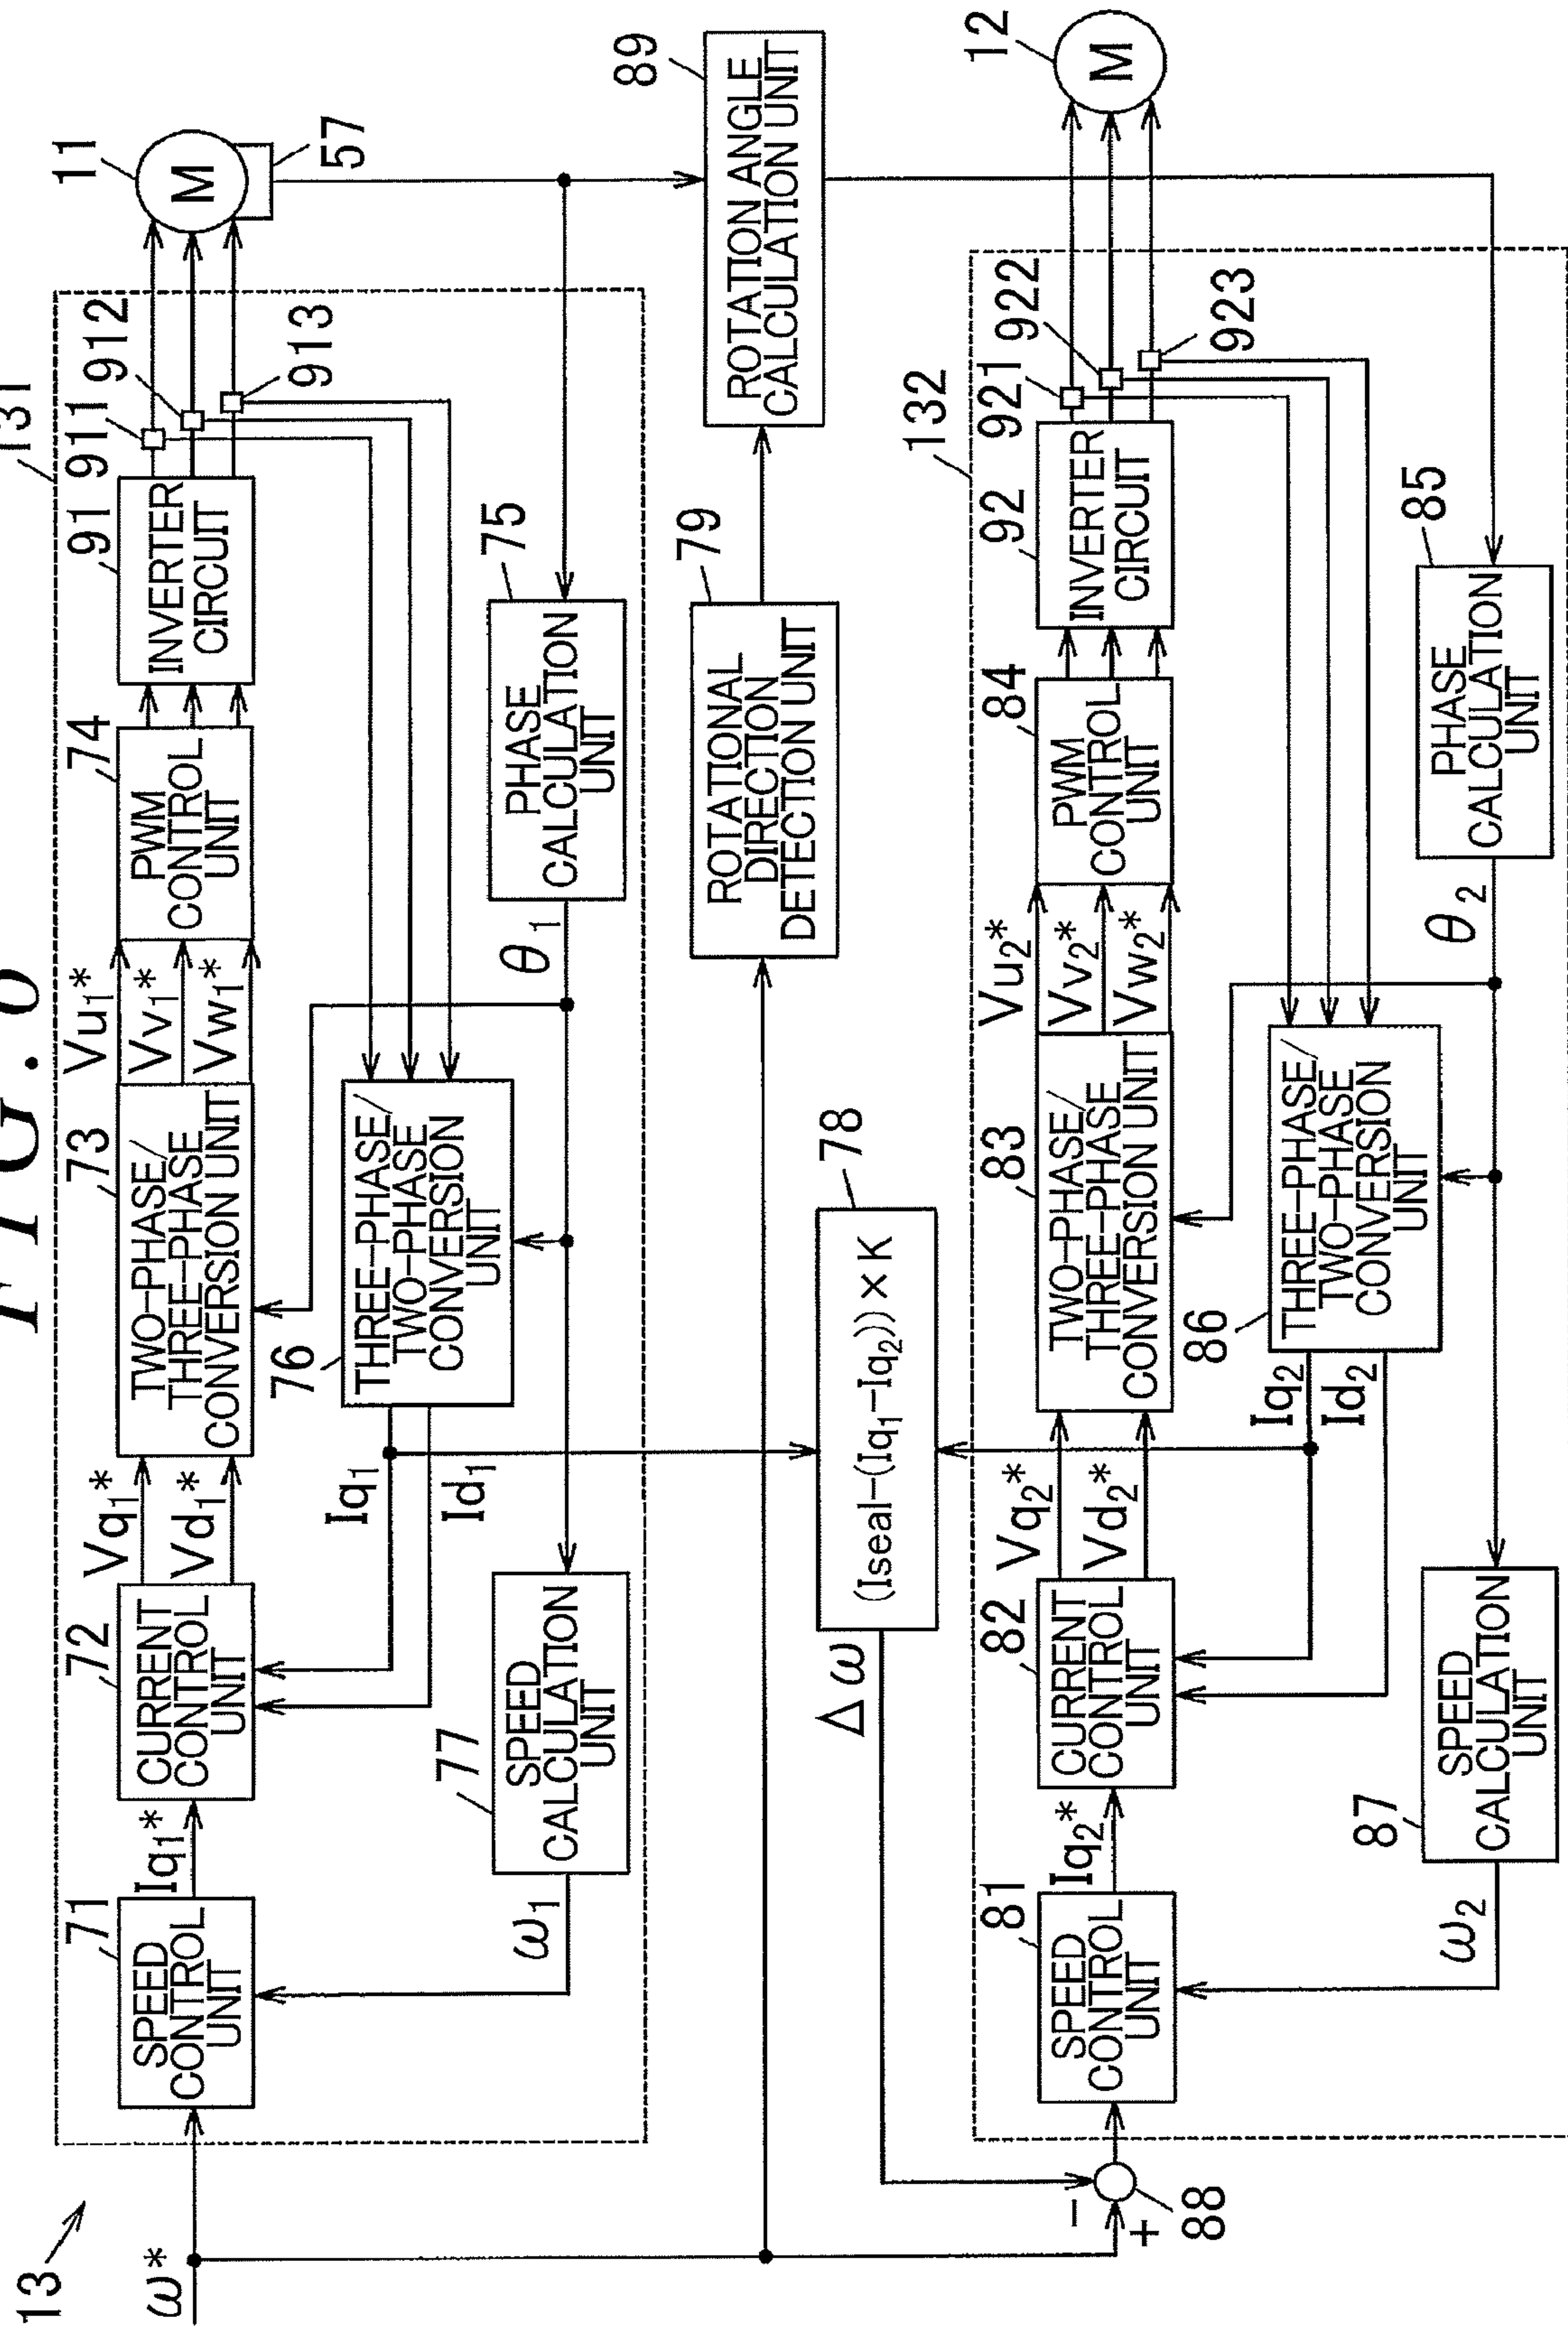 FIG. 6
13
ω*
131
71
SPEED
CONTROL
UNIT
Iq1*
72
CURRENT
CONTROL
UNIT
Vq1*
Vd1*
73
TWO-PHASE/
THREE-PHASE
CONVERSION UNIT
Vu1*
Vv1*
Vw1*
74
PWM
CONTROL
UNIT
91
INVERTER
CIRCUIT
911
912
913
11
M
57
Iq1
Id1
76
THREE-PHASE/
TWO-PHASE
CONVERSION
UNIT
ω1
77
SPEED
CALCULATION
UNIT
θ1
75
PHASE
CALCULATION
UNIT
79
ROTATIONAL
DIRECTION
DETECTION UNIT
89
ROTATION ANGLE
CALCULATION UNIT
Δω
78
(Iseal-(Iq1-Iq2))×K
132
-
+
88
81
SPEED
CONTROL
UNIT
Iq2*
82
CURRENT
CONTROL
UNIT
Vq2*
Vd2*
83
TWO-PHASE/
THREE-PHASE
CONVERSION UNIT
Vu2*
Vv2*
Vw2*
84
PWM
CONTROL
UNIT
92
INVERTER
CIRCUIT
921
922
923
12
M
Iq2
Id2
86
THREE-PHASE/
TWO-PHASE
CONVERSION
UNIT
ω2
87
SPEED
CALCULATION
UNIT
θ2
85
PHASE
CALCULATION
UNIT